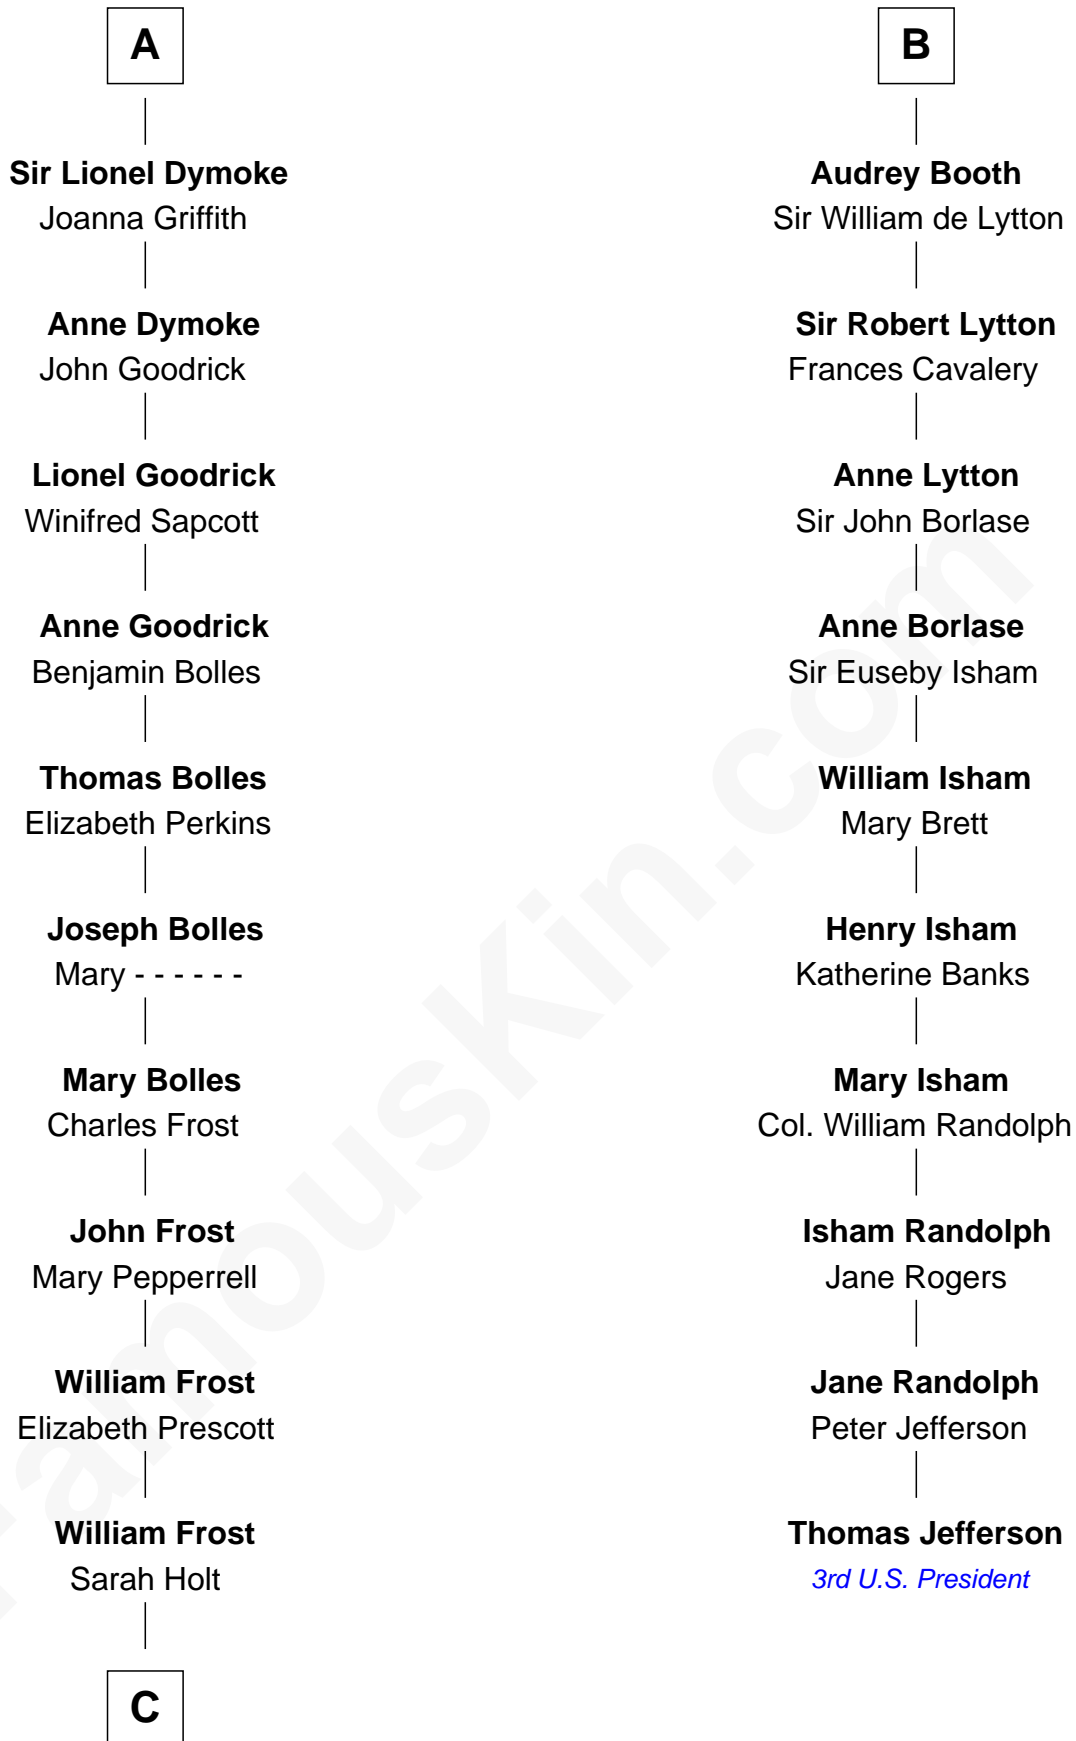 A
Sir Lionel Dymoke
Joanna Griffith
Anne Dymoke
John Goodrick
Lionel Goodrick
Winifred Sapcott
Anne Goodrick
Benjamin Bolles
Thomas Bolles
Elizabeth Perkins
Joseph Bolles
Mary - - - - - -
Mary Bolles
Charles Frost
John Frost
Mary Pepperrell
William Frost
Elizabeth Prescott
William Frost
Sarah Holt
C
B
Audrey Booth
Sir William de Lytton
Sir Robert Lytton
Frances Cavalery
Anne Lytton
Sir John Borlase
Anne Borlase
Sir Euseby Isham
William Isham
Mary Brett
Henry Isham
Katherine Banks
Mary Isham
Col. William Randolph
Isham Randolph
Jane Rogers
Jane Randolph
Peter Jefferson
Thomas Jefferson
3rd U.S. President
FamousKin.com